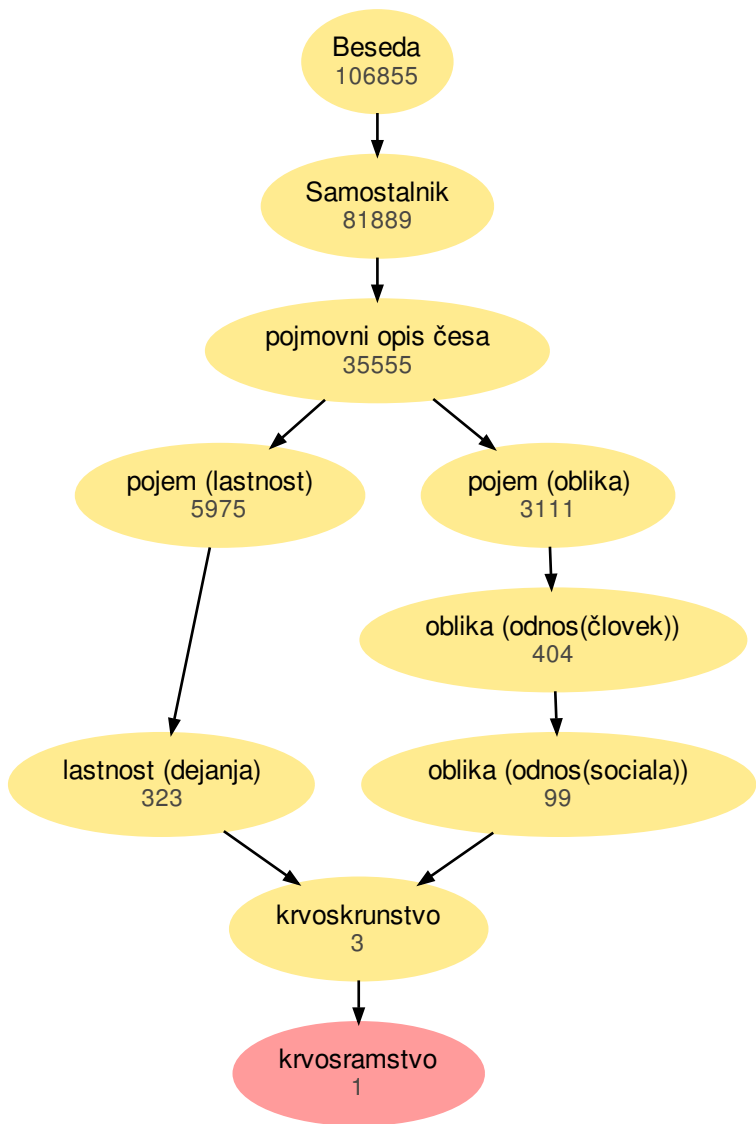 Beseda
106855
Samostalnik
81889
pojmovni opis česa
35555
pojem (lastnost)
5975
pojem (oblika)
3111
oblika (odnos(človek))
404
lastnost (dejanja)
323
oblika (odnos(sociala))
99
krvoskrunstvo
3
krvosramstvo
1